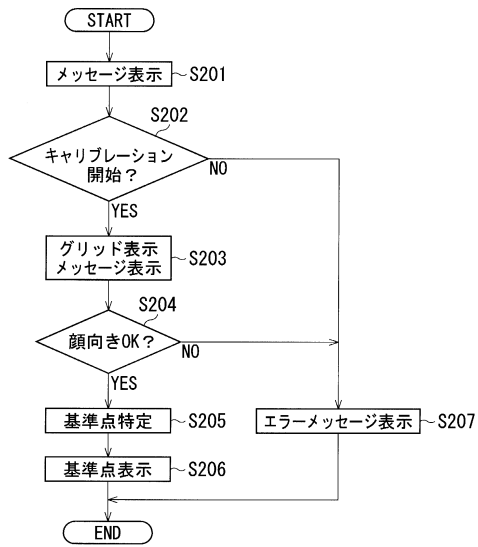 START
メッセージ表示 S201
S202
キャリブレーション
開始？
NO
YES
グリッド表示
メッセージ表示 S203
S204
顔向きOK？
NO
YES
基準点特定 S205
エラーメッセージ表示 S207
基準点表示 S206
END